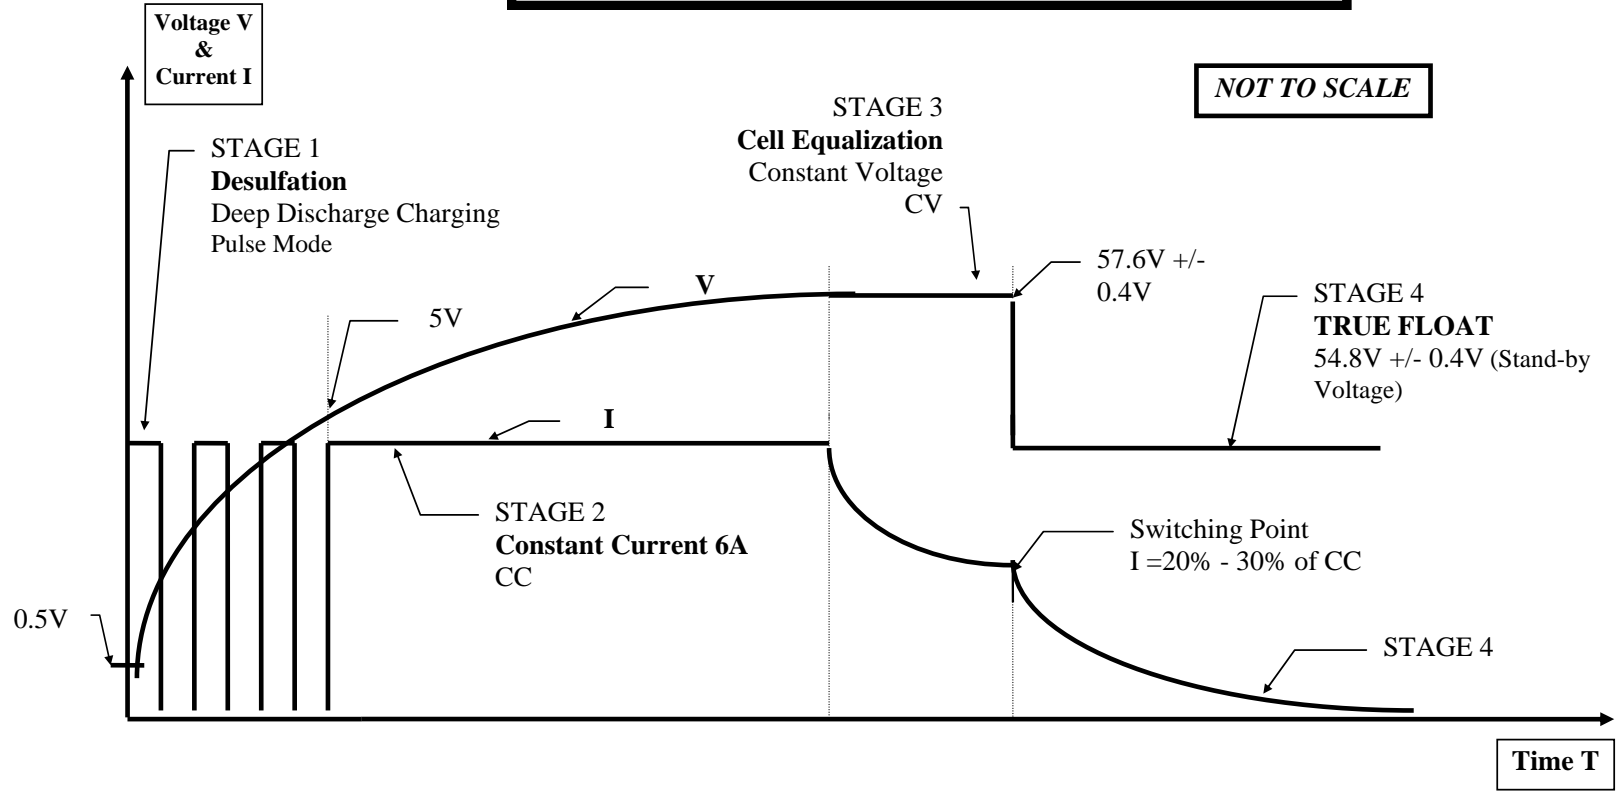 Voltage V
&
Current I
NOT TO SCALE
STAGE 1
Desulfation
Deep Discharge Charging
Pulse Mode
STAGE 3
Cell Equalization
Constant Voltage
CV
57.6V +/-
0.4V
STAGE 4
TRUE FLOAT
54.8V +/- 0.4V (Stand-by
Voltage)
V
5V
I
STAGE 2
Constant Current 6A
CC
Switching Point
I =20% - 30% of CC
0.5V
STAGE 4
Time T